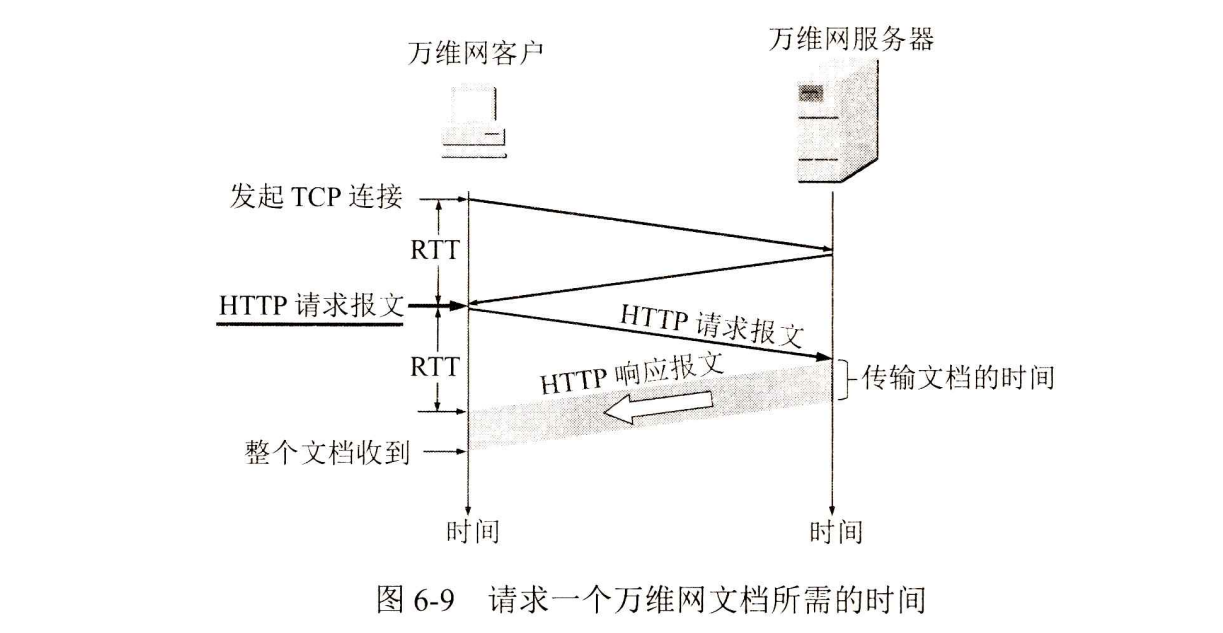 万维网客户
万维网服务器
发起 TCP 连接
RTT
HTTP 请求报文
HTTP 请求报文
RTT
HTTP 响应报文
传输文档的时间
整个文档收到
时间
时间
图 6-9 请求一个万维网文档所需的时间